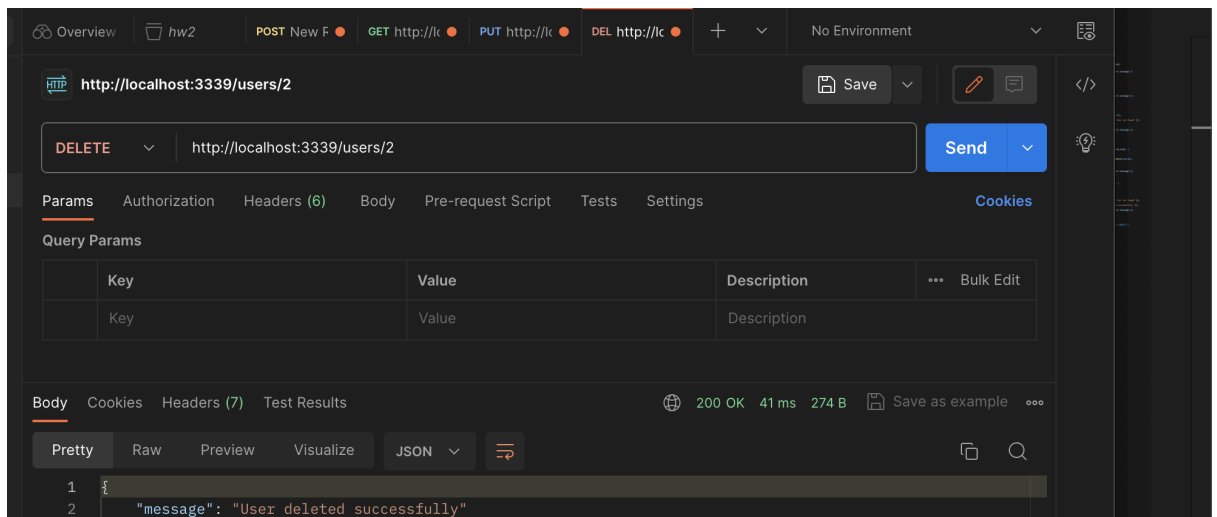 Overview
hw2
POST New F
GET http://lc
PUT http://lc
DEL http://lc
No Environment
HTTP http://localhost:3339/users/2
Save
DELETE
http://localhost:3339/users/2
Send
Params Authorization Headers (6) Body Pre-request Script Tests Settings Cookies
Query Params
Key Value Description ••• Bulk Edit
Key Value Description
Body Cookies Headers (7) Test Results 200 OK 41 ms 274 B Save as example
Pretty Raw Preview Visualize JSON
1 {
2 "message": "User deleted successfully"